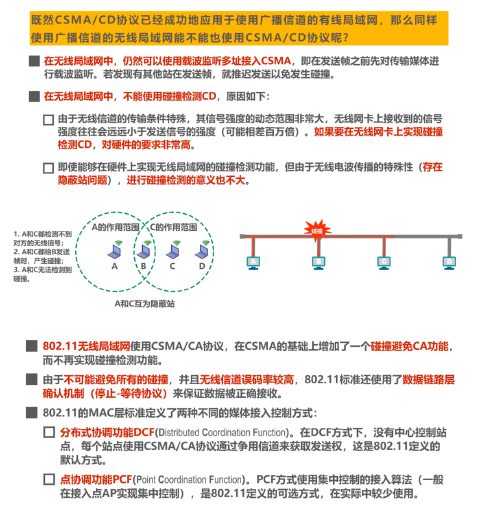 既然CSMA/CD协议已经成功地应用于使用广播信道的有线局域网，那么同样
使用广播信道的无线局域网能不能也使用CSMA/CD协议呢？
在无线局域网中，仍然可以使用载波监听多址接入CSMA，即在发送帧之前先对传输媒体进
行载波监听。若发现有其他站在发送帧，就推迟发送以免发生碰撞。
在无线局域网中，不能使用碰撞检测CD，原因如下：
由于无线信道的传输条件特殊，其信号强度的动态范围非常大，无线网卡上接收到的信号
强度往往会远远小于发送信号的强度（可能相差百万倍）。如果要在无线网卡上实现碰撞
检测CD，对硬件的要求非常高。
即使能够在硬件上实现无线局域网的碰撞检测功能，但由于无线电波传播的特殊性（存在
隐蔽站问题），进行碰撞检测的意义也不大。
1. A和C都检测不到
对方的无线信号；
2. A和C都给B发送
帧时，产生碰撞；
3. A和C无法检测到
碰撞。
A的作用范围 C的作用范围
A B C D
A和C互为隐蔽站
碰撞
802.11无线局域网使用CSMA/CA协议，在CSMA的基础上增加了一个碰撞避免CA功能，
而不再实现碰撞检测功能。
由于不可能避免所有的碰撞，并且无线信道误码率较高，802.11标准还使用了数据链路层
确认机制（停止-等待协议）来保证数据被正确接收。
802.11的MAC层标准定义了两种不同的媒体接入控制方式：
分布式协调功能DCF(Distributed Coordination Function)。在DCF方式下，没有中心控制站
点，每个站点使用CSMA/CA协议通过争用信道来获取发送权，这是802.11定义的
默认方式。
点协调功能PCF(Point Coordination Function)。PCF方式使用集中控制的接入算法（一般
在接入点AP实现集中控制），是802.11定义的可选方式，在实际中较少使用。